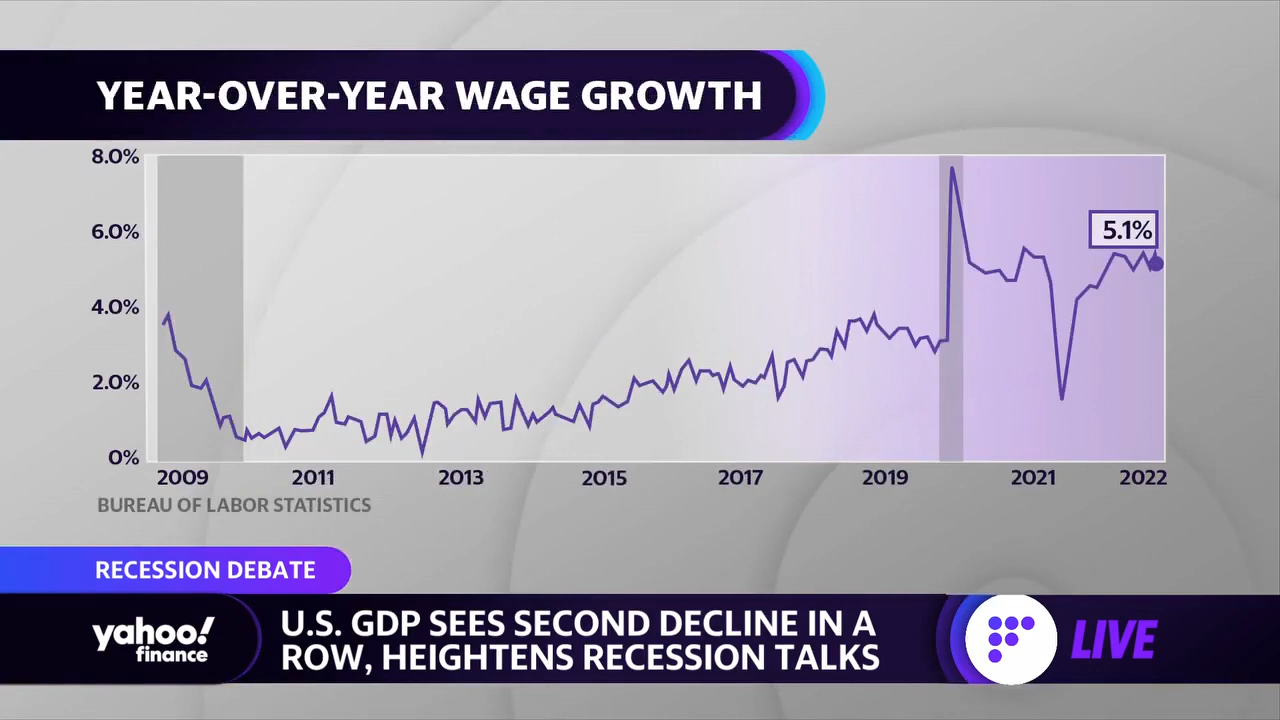 YEAR-OVER-YEAR WAGE GROWTH
8.0%
6.0%
4.0%
2.0%
0%
5.1%
2009 2011 2013 2015 2017 2019 2021 2022
BUREAU OF LABOR STATISTICS
RECESSION DEBATE
yahoo!
finance
U.S. GDP SEES SECOND DECLINE IN A
ROW, HEIGHTENS RECESSION TALKS
LIVE